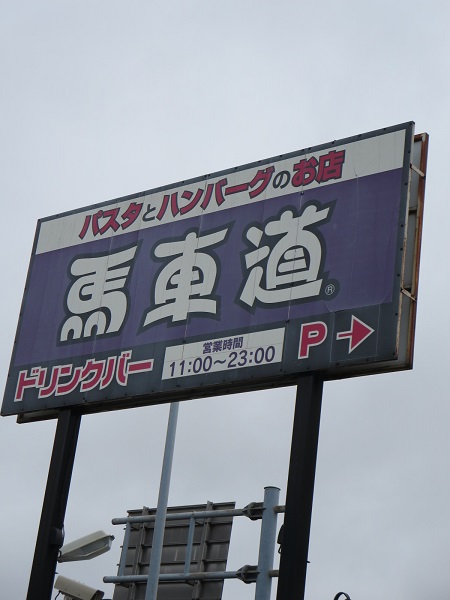 パスタとハンバーグのお店
馬車道®
ドリンクバー
営業時間
11:00～23:00
P→